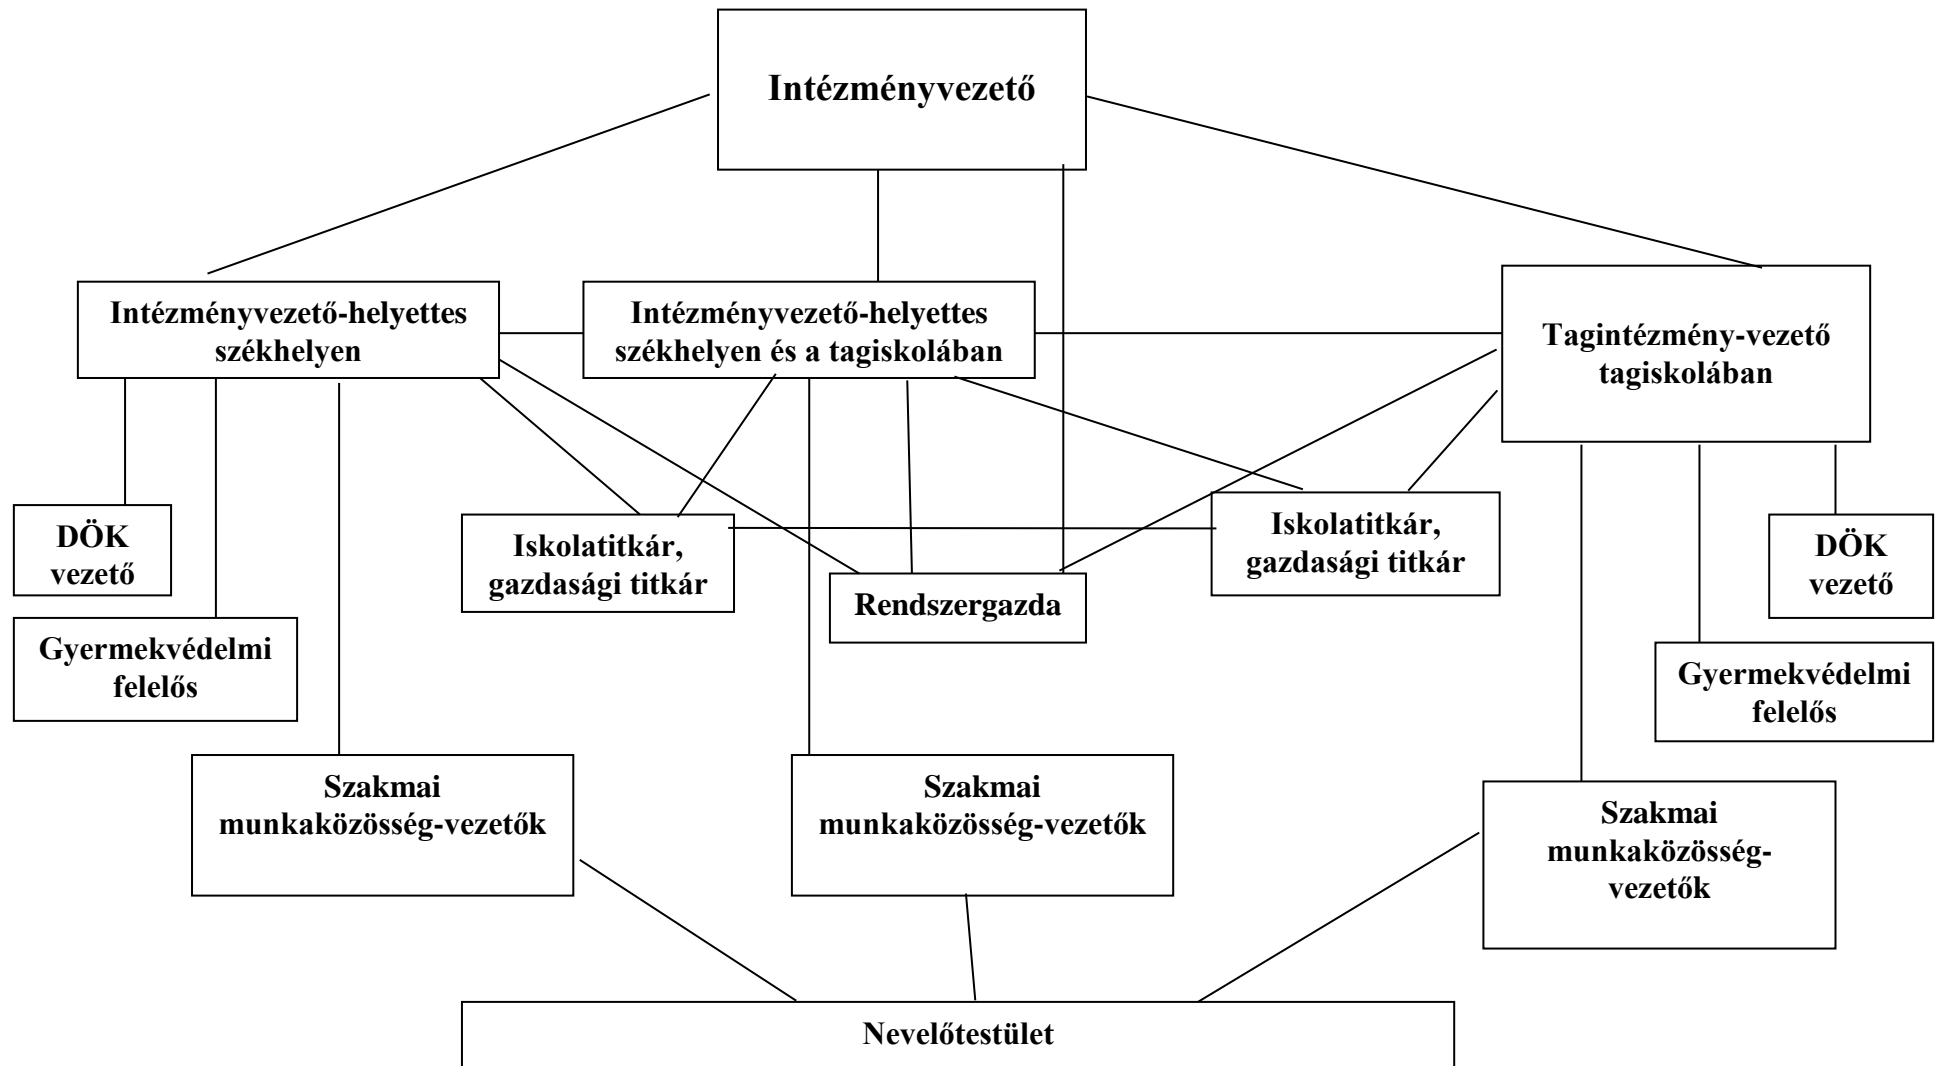 Intézményvezető
Intézményvezető-helyettes
székhelyen
Intézményvezető-helyettes
székhelyen és a tagiskolában
Tagintézmény-vezető
tagiskolában
DÖK
vezető
Iskolatitkár,
gazdasági titkár
Rendszergazda
Iskolatitkár,
gazdasági titkár
DÖK
vezető
Gyermekvédelmi
felelős
Gyermekvédelmi
felelős
Szakmai
munkaközösség-vezetők
Szakmai
munkaközösség-vezetők
Szakmai
munkaközösség-
vezetők
Nevelőtestület